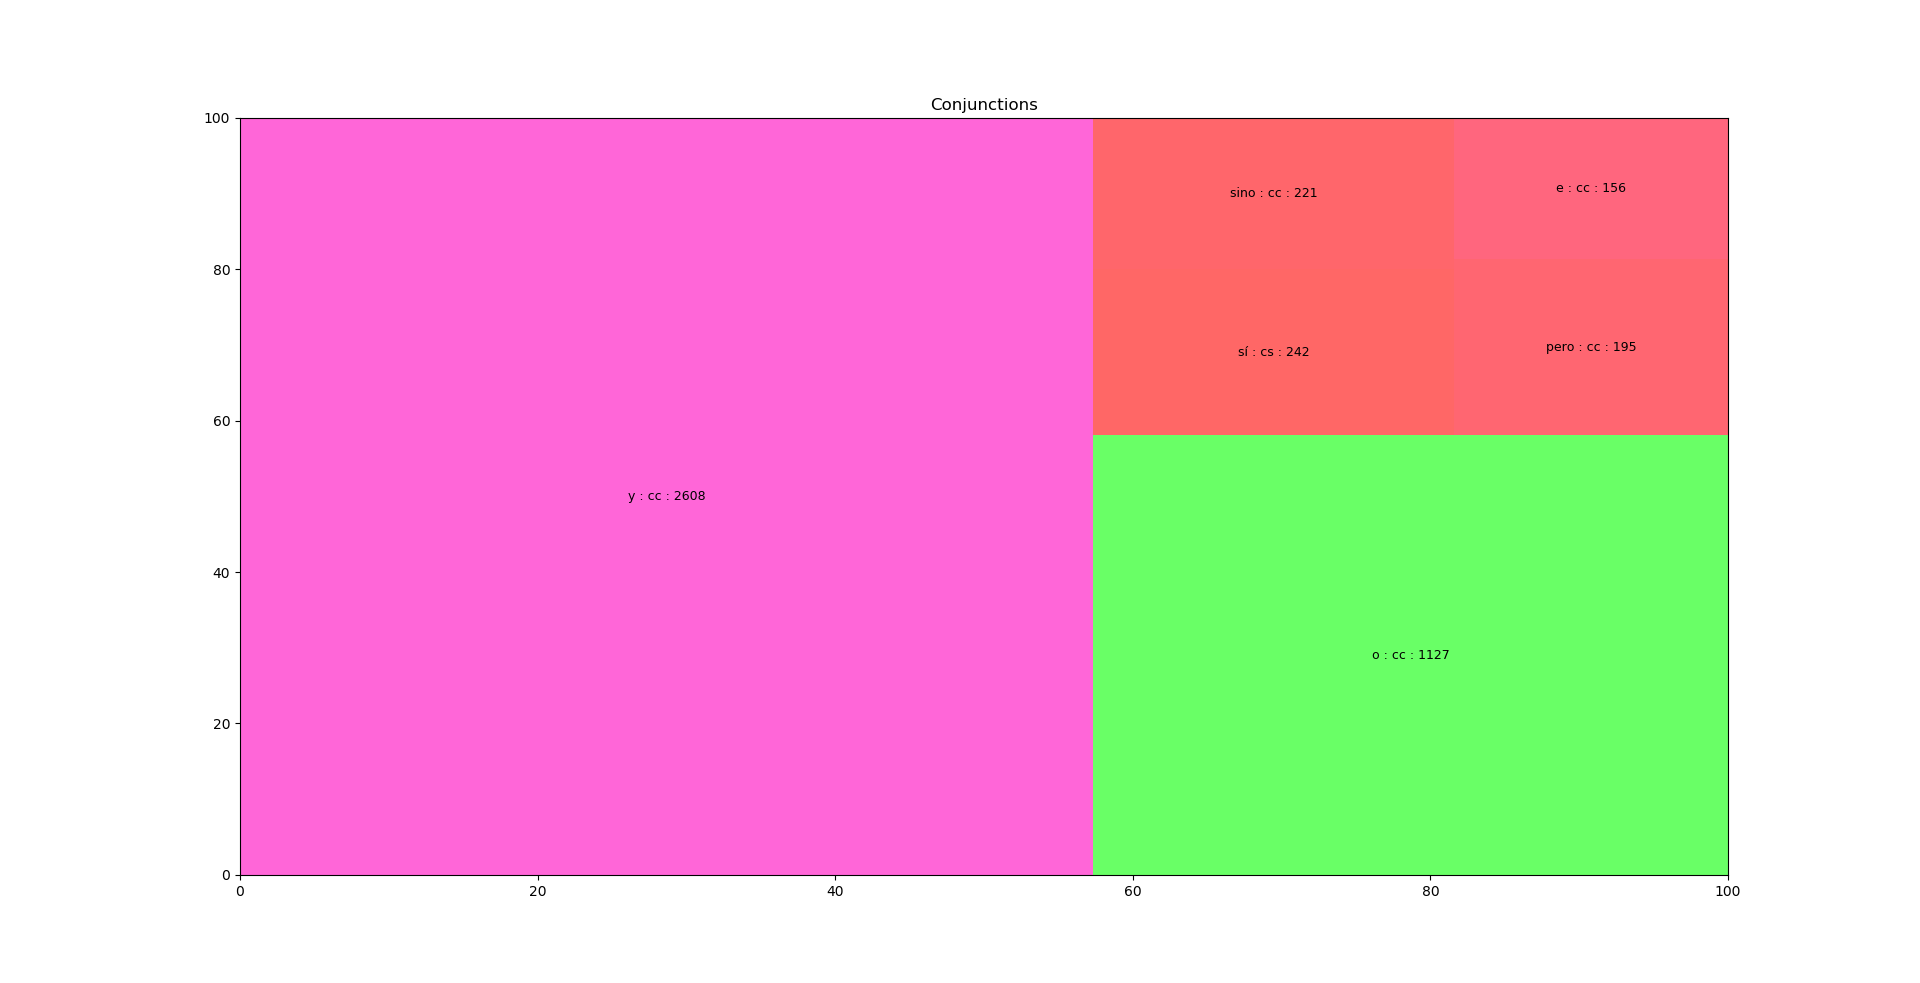 Conjunctions
100
80
60
40
20
0
sino : cc : 221
e : cc : 156
sí : cs : 242
pero : cc : 195
y : cc : 2608
o : cc : 1127
0 20 40 60 80 100